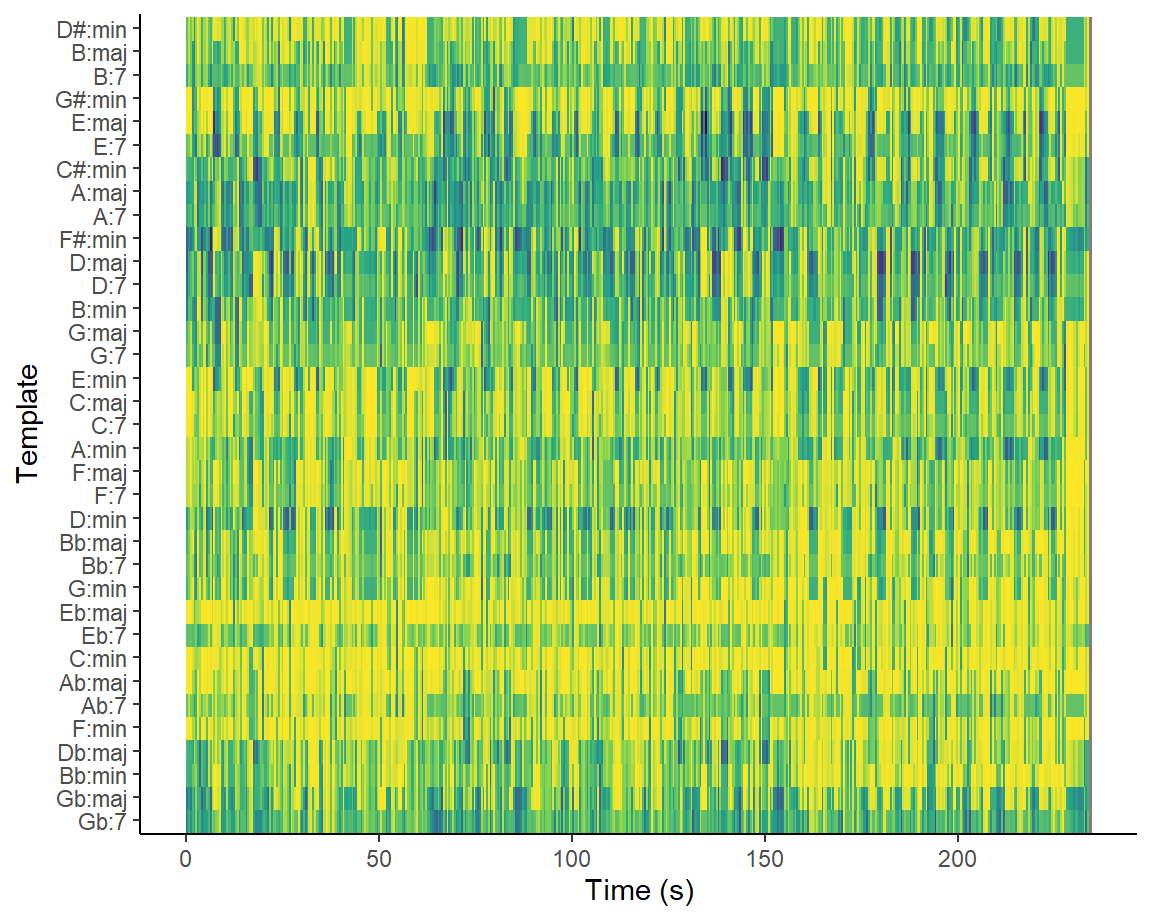 D#:min
B:maj
B:7
G#:min
E:maj
E:7
C#:min
A:maj
A:7
F#:min
D:maj
D:7
B:min
G:maj
G:7
E:min
C:maj
C:7
A:min
F:maj
F:7
D:min
Bb:maj
Bb:7
G:min
Eb:maj
Eb:7
C:min
Ab:maj
Ab:7
F:min
Db:maj
Bb:min
Gb:maj
Gb:7
Template
0 50 100 150 200
Time (s)